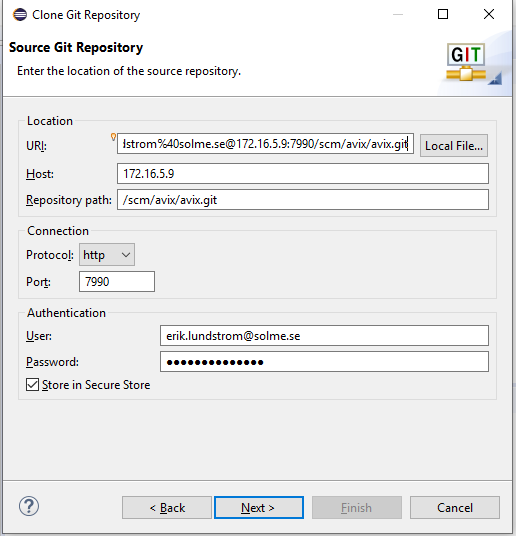 Clone Git Repository
Source Git Repository
Enter the location of the source repository.
GIT
Location
URI: strom%40solme.se@172.16.5.9:7990/scm/avix/avix.git Local File...
Host: 172.16.5.9
Repository path: /scm/avix/avix.git
Connection
Protocol: http
Port: 7990
Authentication
User: erik.lundstrom@solme.se
Password: ●●●●●●●●●●●●●●
Store in Secure Store
? < Back Next > Finish Cancel